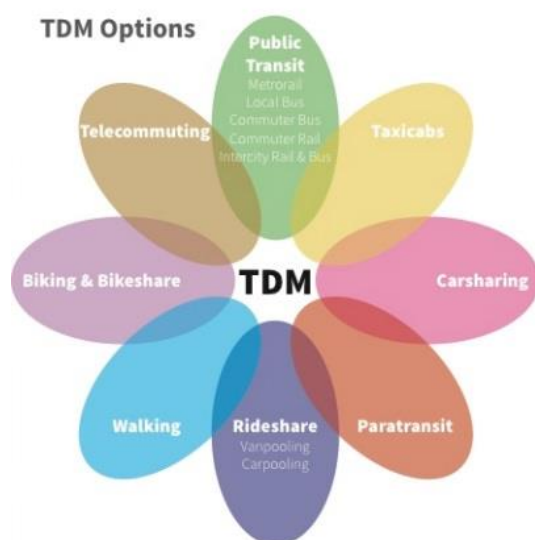 TDM Options
Public
Transit
Metrorail
Local Bus
Commuter Bus
Commuter Rail
Intercity Rail & Bus
Telecommuting
Taxicabs
Biking & Bikeshare
TDM
Carsharing
Walking
Rideshare
Vanpooling
Carpooling
Paratransit